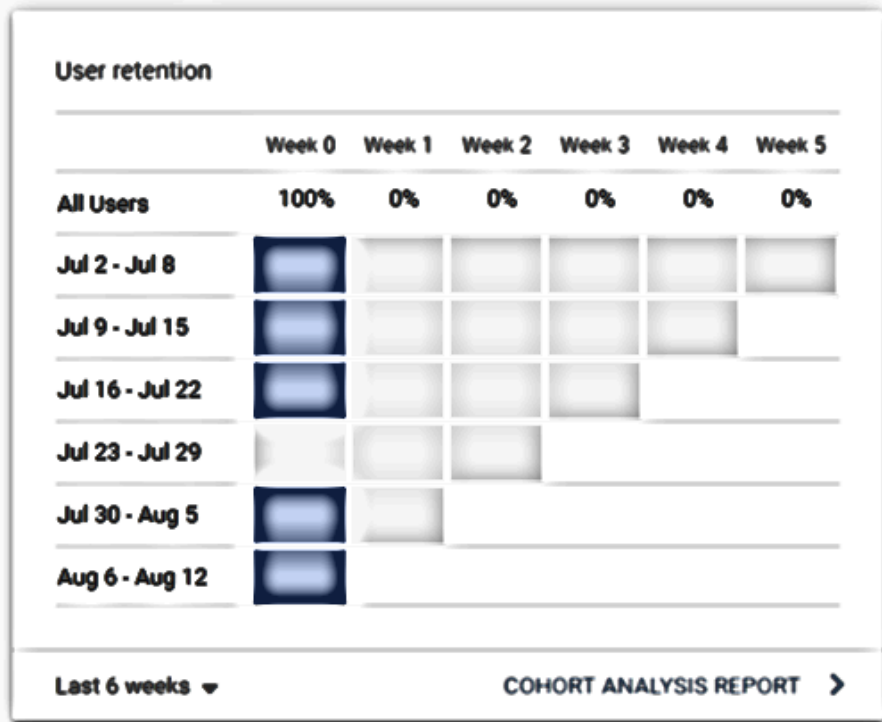 User retention
Week 0 Week 1 Week 2 Week 3 Week 4 Week 5
All Users 100% 0% 0% 0% 0% 0%
Jul 2 - Jul 8
Jul 9 - Jul 15
Jul 16 - Jul 22
Jul 23 - Jul 29
Jul 30 - Aug 5
Aug 6 - Aug 12
Last 6 weeks COHORT ANALYSIS REPORT